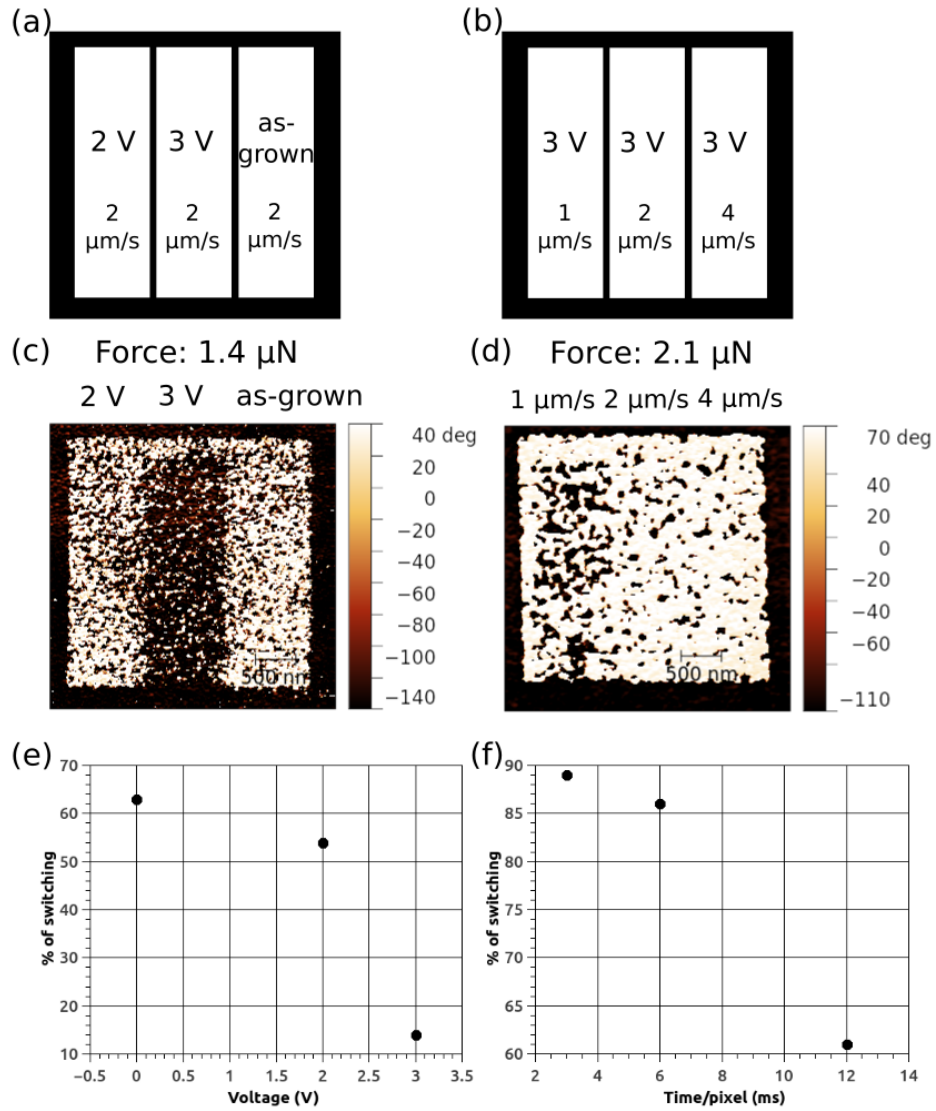 (a)
2 V
3 V
as-
grown
2
μm/s
2
μm/s
2
μm/s
(b)
3 V
3 V
3 V
1
μm/s
2
μm/s
4
μm/s
(c)
Force: 1.4 μN
2 V
3 V
as-grown
40 deg
20
0
−20
−40
−60
−80
−100
−140
500 nm
(d)
Force: 2.1 μN
1 μm/s
2 μm/s
4 μm/s
70 deg
40
20
0
−20
−40
−60
−110
500 nm
(e)
% of switching
70
60
50
40
30
20
10
−0.5
0
0.5
1
1.5
2
2.5
3
3.5
Voltage (V)
(f)
% of switching
90
85
80
75
70
65
60
2
4
6
8
10
12
14
Time/pixel (ms)